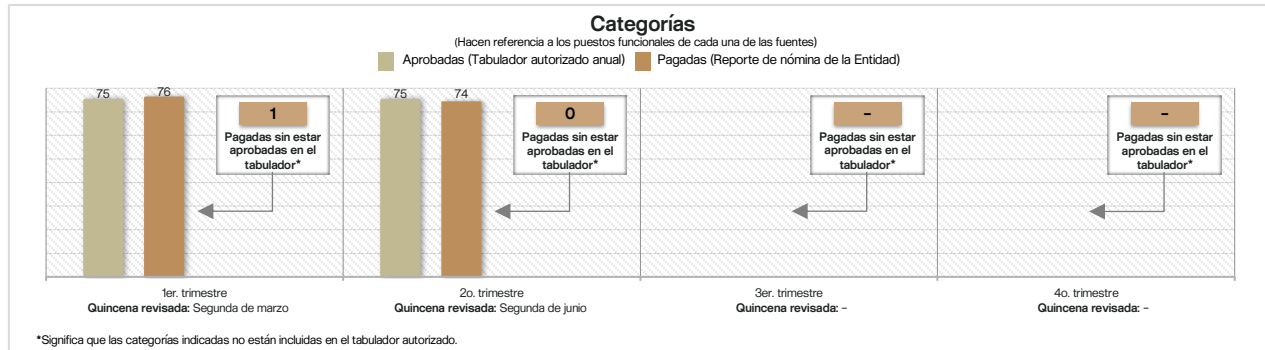 Categorías
(Hacen referencia a los puestos funcionales de cada una de las fuentes)
Aprobadas (Tabulador autorizado anual) Pagadas (Reporte de nómina de la Entidad)
75 76
1
Pagadas sin estar
aprobadas en el
tabulador*
75 74
0
Pagadas sin estar
aprobadas en el
tabulador*
-
Pagadas sin estar
aprobadas en el
tabulador*
-
Pagadas sin estar
aprobadas en el
tabulador*
1er. trimestre
Quincena revisada: Segunda de marzo
2o. trimestre
Quincena revisada: Segunda de junio
3er. trimestre
Quincena revisada: -
4o. trimestre
Quincena revisada: -
*Significa que las categorías indicadas no están incluidas en el tabulador autorizado.